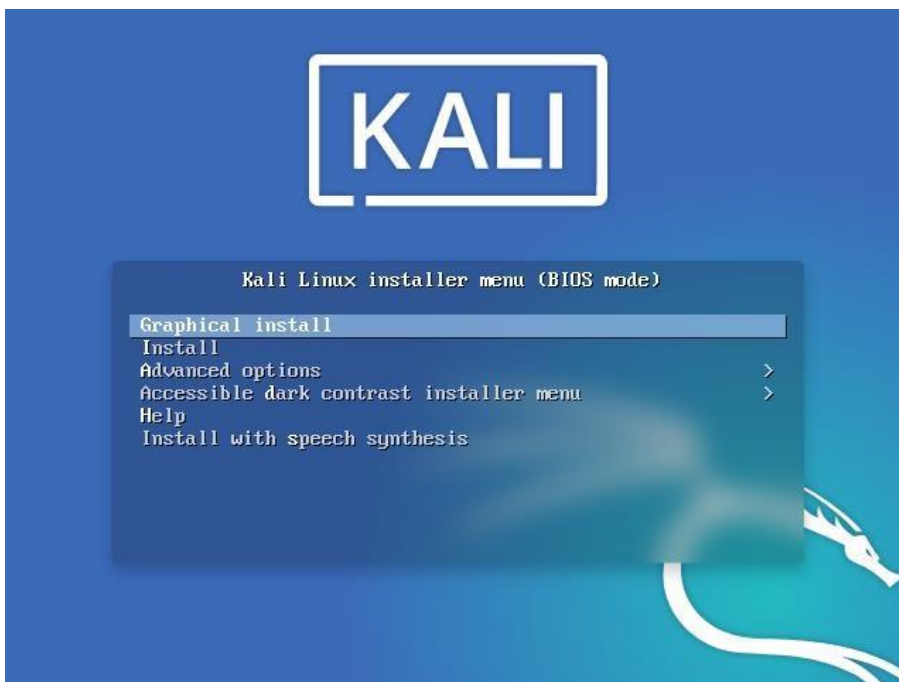 KALI
Kali Linux installer menu (BIOS mode)
Graphical install
Install
Advanced options >
Accessible dark contrast installer menu >
Help
Install with speech synthesis